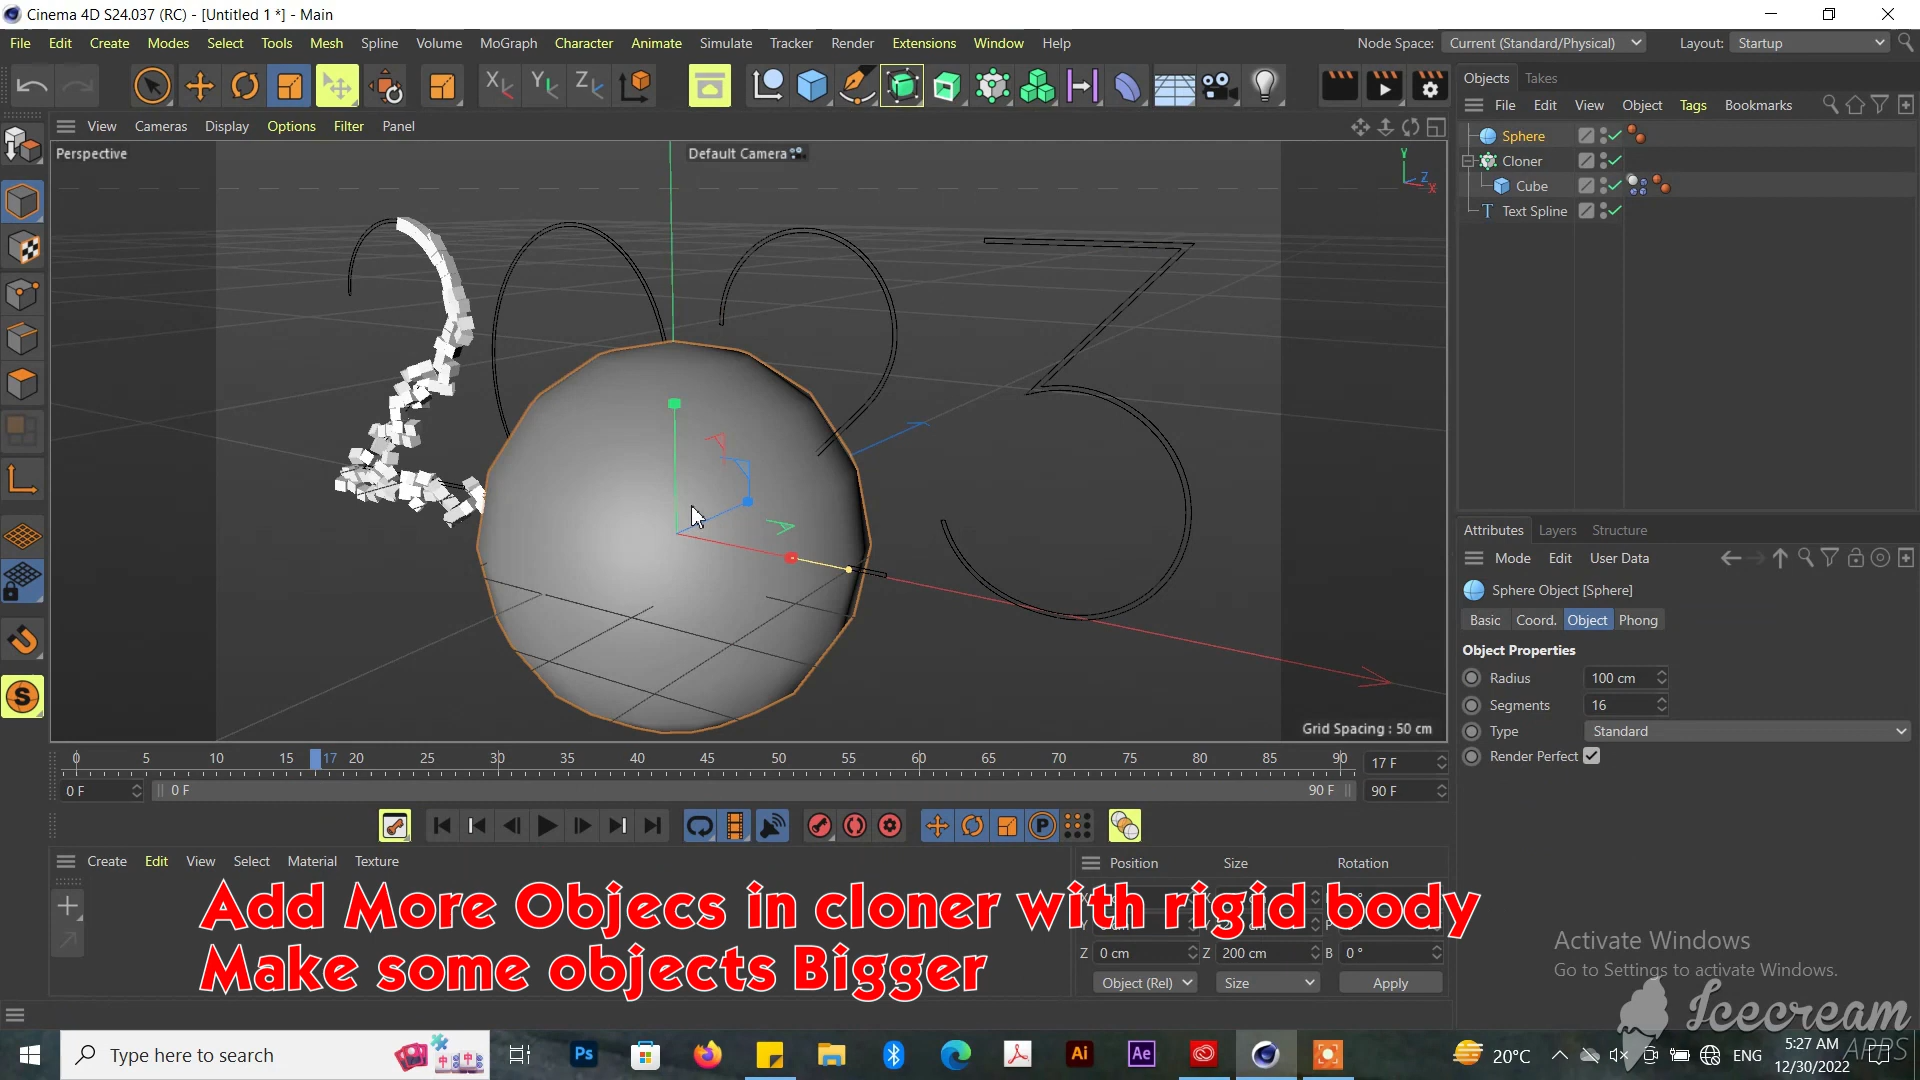 Cinema 4D S24.037 (RC) - [Untitled 1 *] - Main
File Edit Create Modes Select Tools Mesh Spline Volume MoGraph Character Animate Simulate Tracker Render Extensions Window Help Node Space: Current (Standard/Physical) Layout: Startup
Objects Takes
File Edit View Object Tags Bookmarks
View Cameras Display Options Filter Panel
Perspective
Default Camera
Y
Z
X
Sphere
Cloner
Cube
Text Spline
Grid Spacing : 50 cm
Attributes Layers Structure
Mode Edit User Data
Sphere Object [Sphere]
Basic Coord. Object Phong
Object Properties
Radius 100 cm
Segments 16
Type Standard
Render Perfect
0 5 10 15 17 20 25 30 35 40 45 50 55 60 65 70 75 80 85 90 17 F
0 F 0 F 90 F 90 F
Create Edit View Select Material Texture
Position Size Rotation
Add More Objecs in cloner with rigid body
Make some objects Bigger
Z 0 cm Z 200 cm B 0 °
Object (Rel) Size Apply
Activate Windows
Go to Settings to activate Windows.
Icecream
APPS
Type here to search
Ps
Ai
Ae
20°C
ENG
5:27 AM
12/30/2022